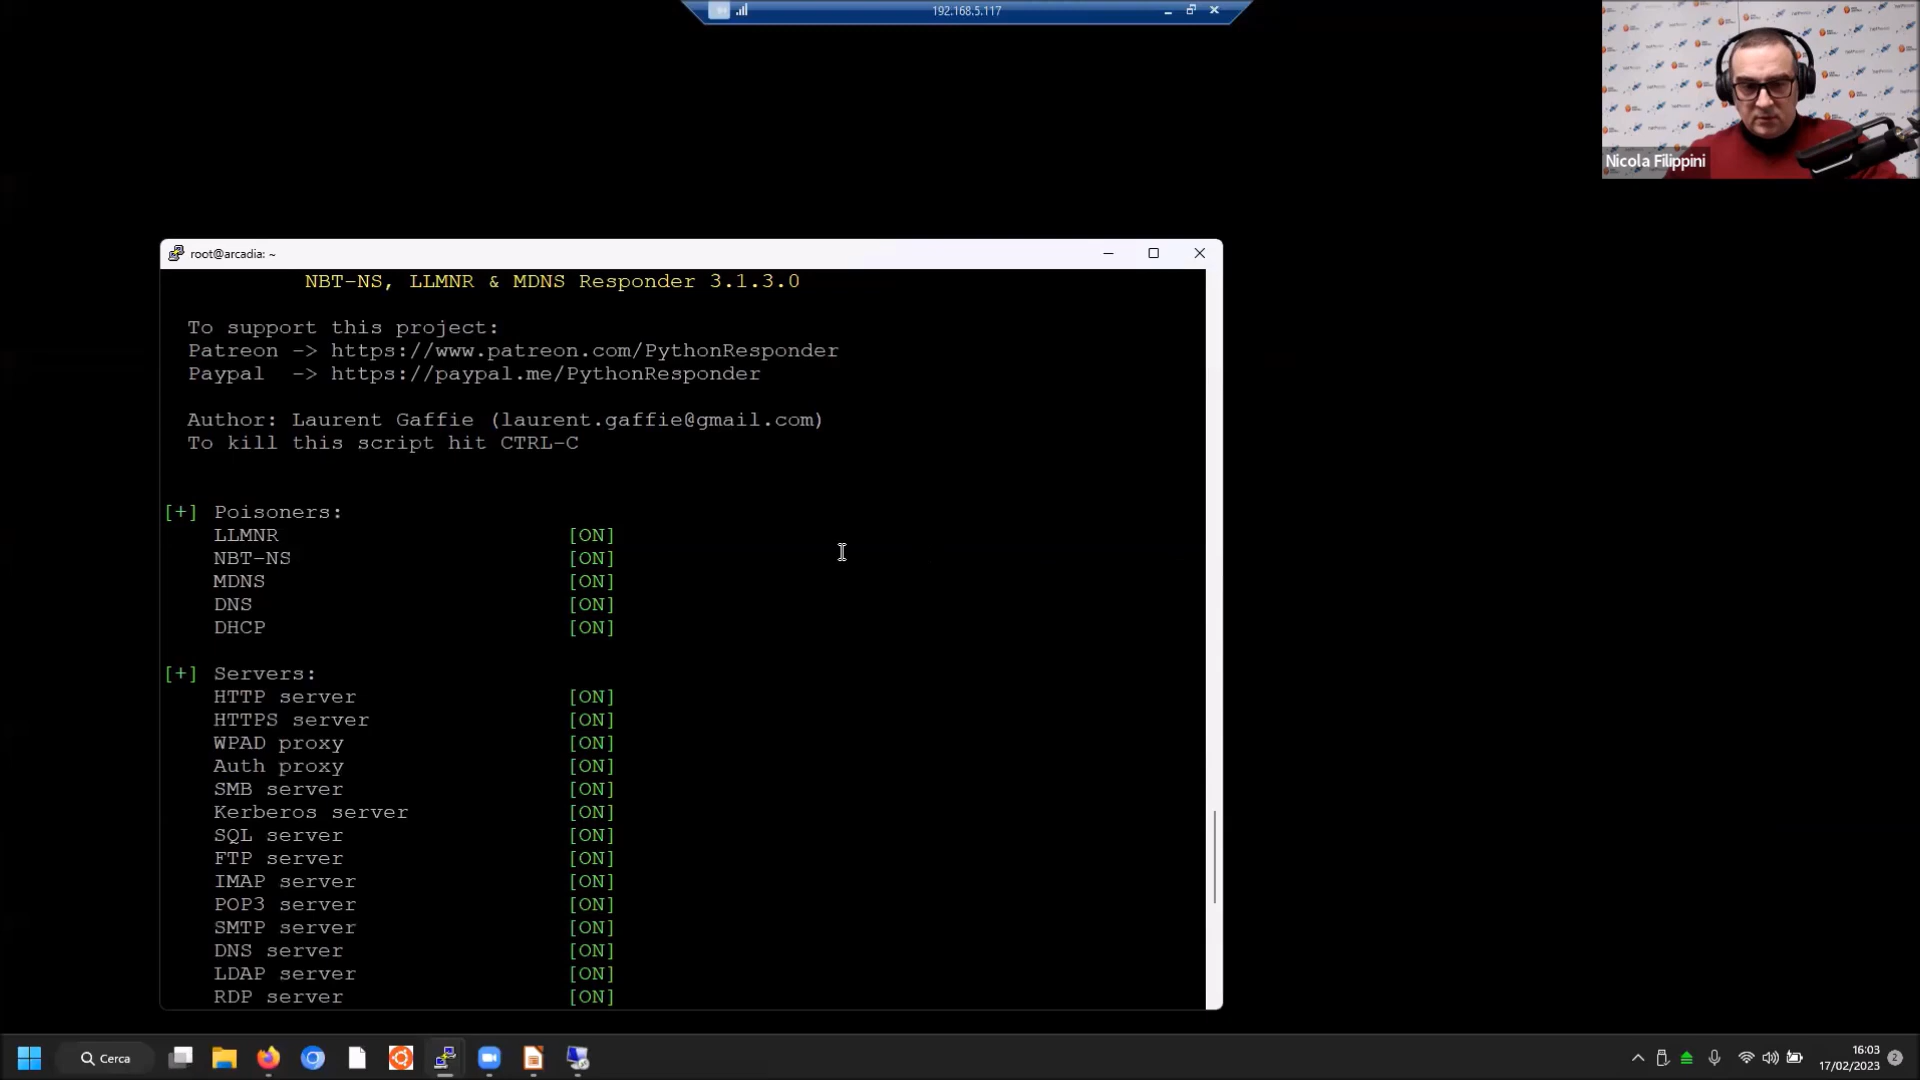 192.168.5.117
Nicola Filippini
root@arcadia: ~
NBT-NS, LLMNR & MDNS Responder 3.1.3.0
To support this project:
Patreon -> https://www.patreon.com/PythonResponder
Paypal  -> https://paypal.me/PythonResponder
Author: Laurent Gaffie (laurent.gaffie@gmail.com)
To kill this script hit CTRL-C
[+] Poisoners:
LLMNR [ON]
NBT-NS [ON]
MDNS [ON]
DNS [ON]
DHCP [ON]
[+] Servers:
HTTP server [ON]
HTTPS server [ON]
WPAD proxy [ON]
Auth proxy [ON]
SMB server [ON]
Kerberos server [ON]
SQL server [ON]
FTP server [ON]
IMAP server [ON]
POP3 server [ON]
SMTP server [ON]
DNS server [ON]
LDAP server [ON]
RDP server [ON]
Cerca
16:03
17/02/2023
2